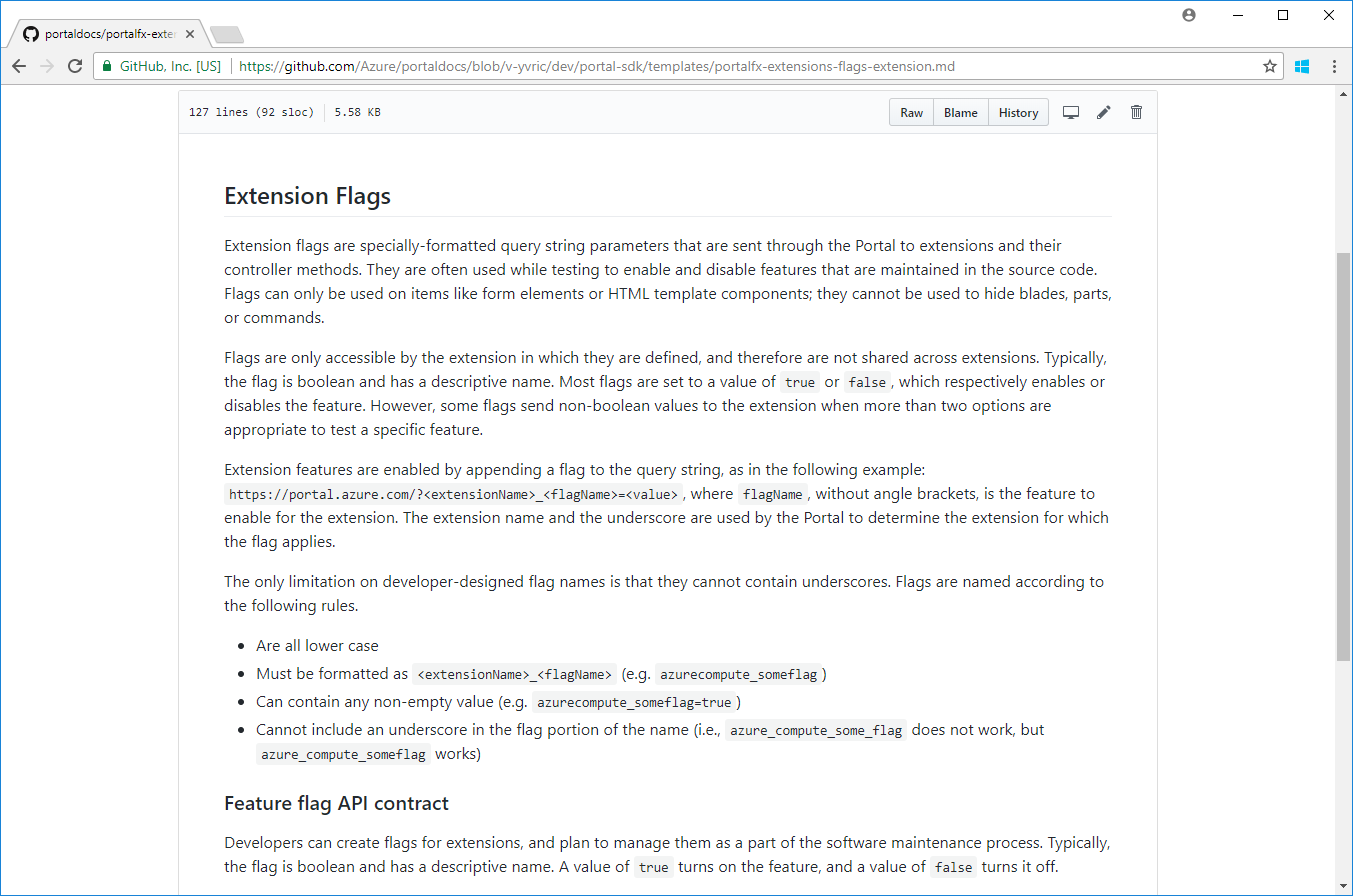 portaldocs/portalfx-exte
GitHub, Inc. [US] https://github.com/Azure/portaldocs/blob/v-yvric/dev/portal-sdk/templates/portalfx-extensions-flags-extension.md
127 lines (92 sloc) 5.58 KB Raw Blame History
Extension Flags
Extension flags are specially-formatted query string parameters that are sent through the Portal to extensions and their
controller methods. They are often used while testing to enable and disable features that are maintained in the source code.
Flags can only be used on items like form elements or HTML template components; they cannot be used to hide blades, parts,
or commands.
Flags are only accessible by the extension in which they are defined, and therefore are not shared across extensions. Typically,
the flag is boolean and has a descriptive name. Most flags are set to a value of true or false, which respectively enables or
disables the feature. However, some flags send non-boolean values to the extension when more than two options are
appropriate to test a specific feature.
Extension features are enabled by appending a flag to the query string, as in the following example:
https://portal.azure.com/?<extensionName>_<flagName>=<value>, where flagName, without angle brackets, is the feature to
enable for the extension. The extension name and the underscore are used by the Portal to determine the extension for which
the flag applies.
The only limitation on developer-designed flag names is that they cannot contain underscores. Flags are named according to
the following rules.
• Are all lower case
• Must be formatted as <extensionName>_<flagName> (e.g. azurecompute_someflag)
• Can contain any non-empty value (e.g. azurecompute_someflag=true)
• Cannot include an underscore in the flag portion of the name (i.e., azure_compute_some_flag does not work, but
azure_compute_someflag works)
Feature flag API contract
Developers can create flags for extensions, and plan to manage them as a part of the software maintenance process. Typically,
the flag is boolean and has a descriptive name. A value of true turns on the feature, and a value of false turns it off.